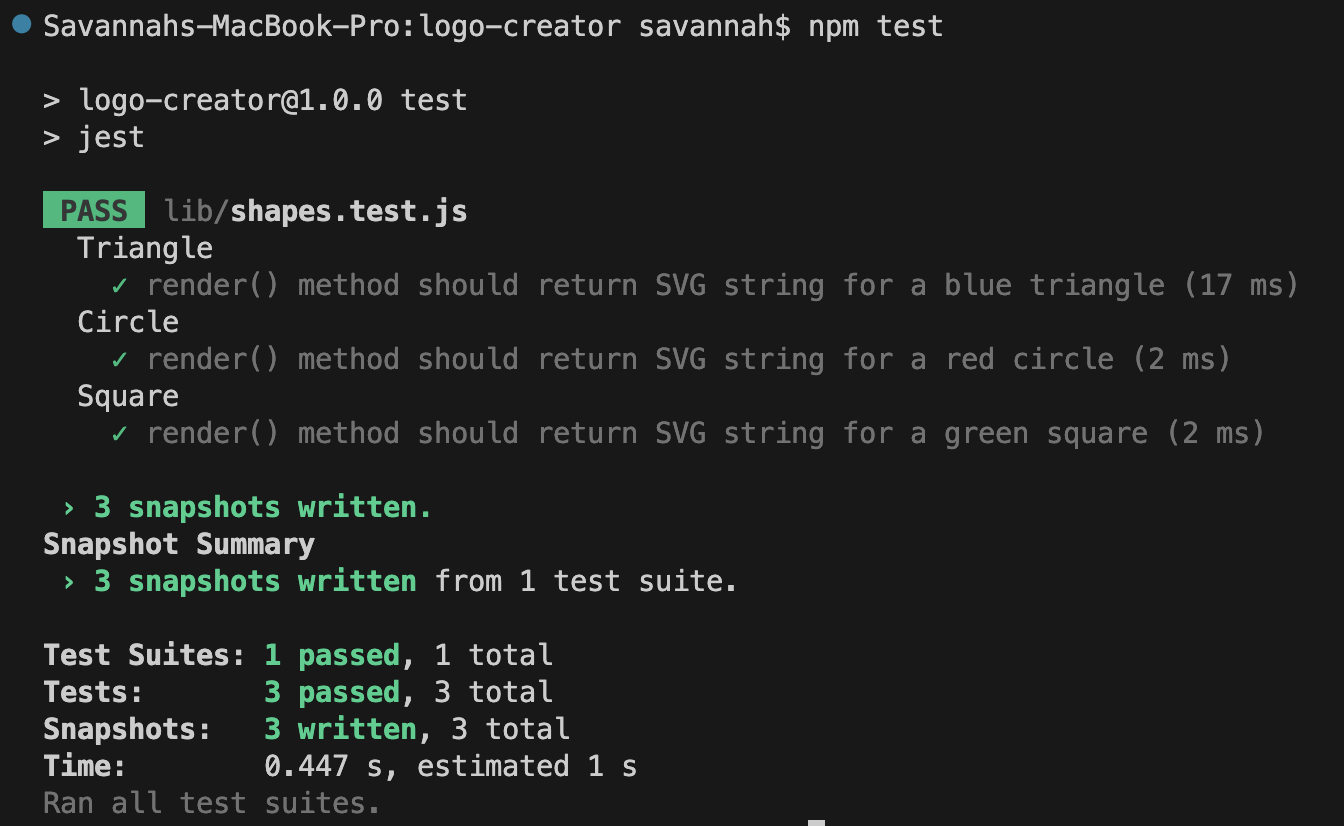 Savannahs-MacBook-Pro:logo-creator savannah$ npm test
> logo-creator@1.0.0 test
> jest
PASS lib/shapes.test.js
Triangle
✓ render() method should return SVG string for a blue triangle (17 ms)
Circle
✓ render() method should return SVG string for a red circle (2 ms)
Square
✓ render() method should return SVG string for a green square (2 ms)
› 3 snapshots written.
Snapshot Summary
› 3 snapshots written from 1 test suite.
Test Suites: 1 passed, 1 total
Tests: 3 passed, 3 total
Snapshots: 3 written, 3 total
Time: 0.447 s, estimated 1 s
Ran all test suites.